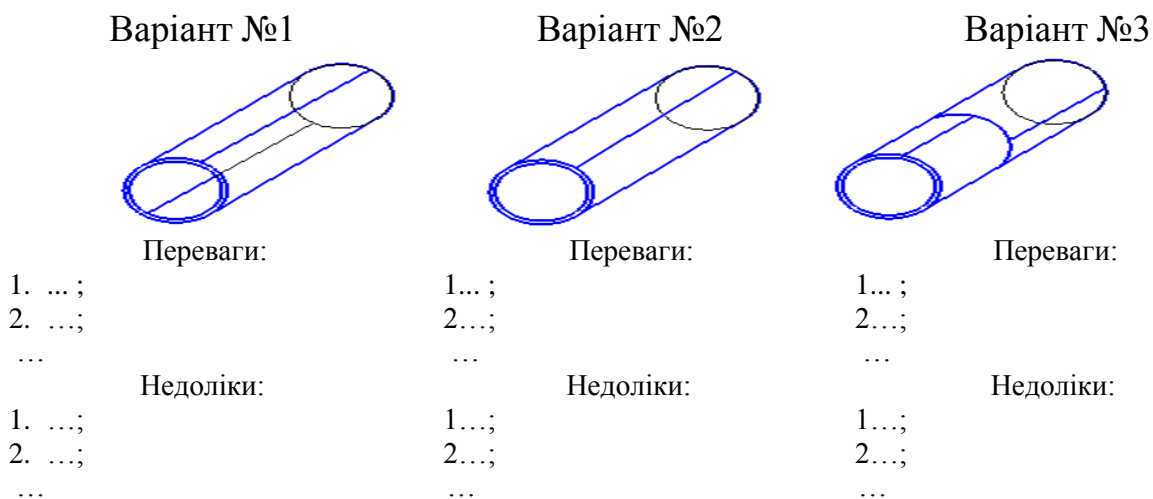 Варіант №1 Варіант №2 Варіант №3
Переваги: Переваги: Переваги:
1. ... ; 1... ; 1... ;
2. …; 2…; 2…;
… … …
Недоліки: Недоліки: Недоліки:
1. …; 1…; 1…;
2. …; 2…; 2…;
… … …